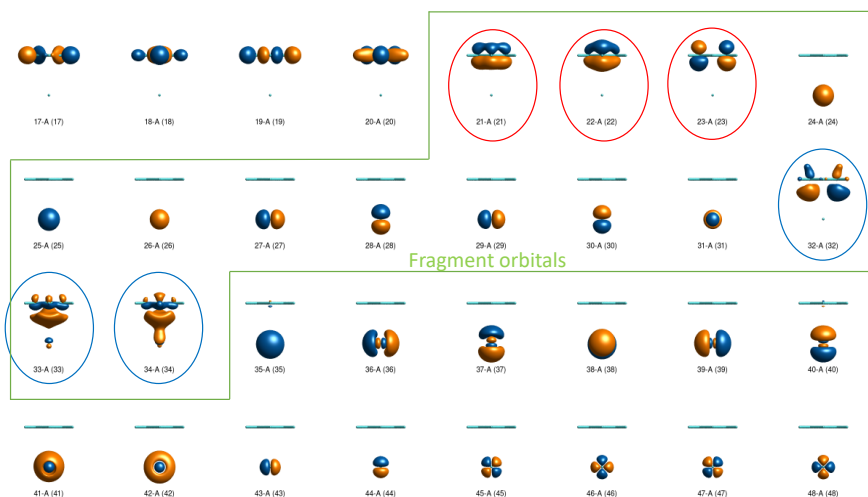 17-A (17) 18-A (18) 19-A (19) 20-A (20) 21-A (21) 22-A (22) 23-A (23) 24-A (24)
25-A (25) 26-A (26) 27-A (27) 28-A (28) 29-A (29) 30-A (30) 31-A (31) 32-A (32)
Fragment orbitals
33-A (33) 34-A (34) 35-A (35) 36-A (36) 37-A (37) 38-A (38) 39-A (39) 40-A (40)
41-A (41) 42-A (42) 43-A (43) 44-A (44) 45-A (45) 46-A (46) 47-A (47) 48-A (48)